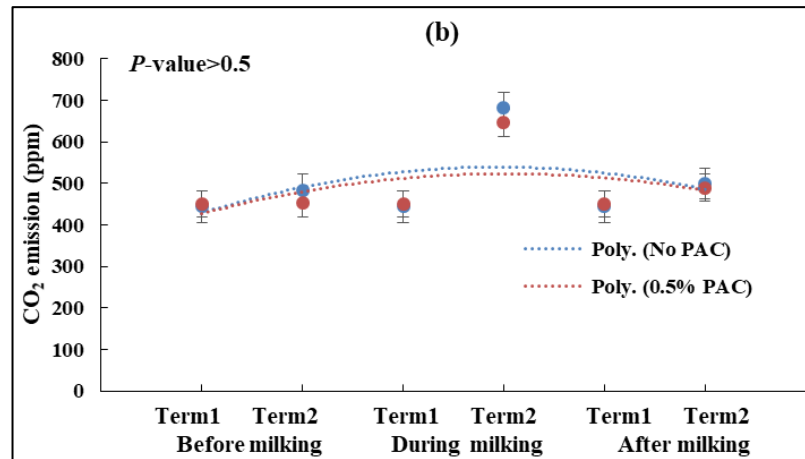 (b)
P-value>0.5
CO₂ emission (ppm)
800
700
600
500
400
300
200
100
0
Poly. (No PAC)
Poly. (0.5% PAC)
Term1 Term2 Term1 Term2 Term1 Term2
Before milking During milking After milking